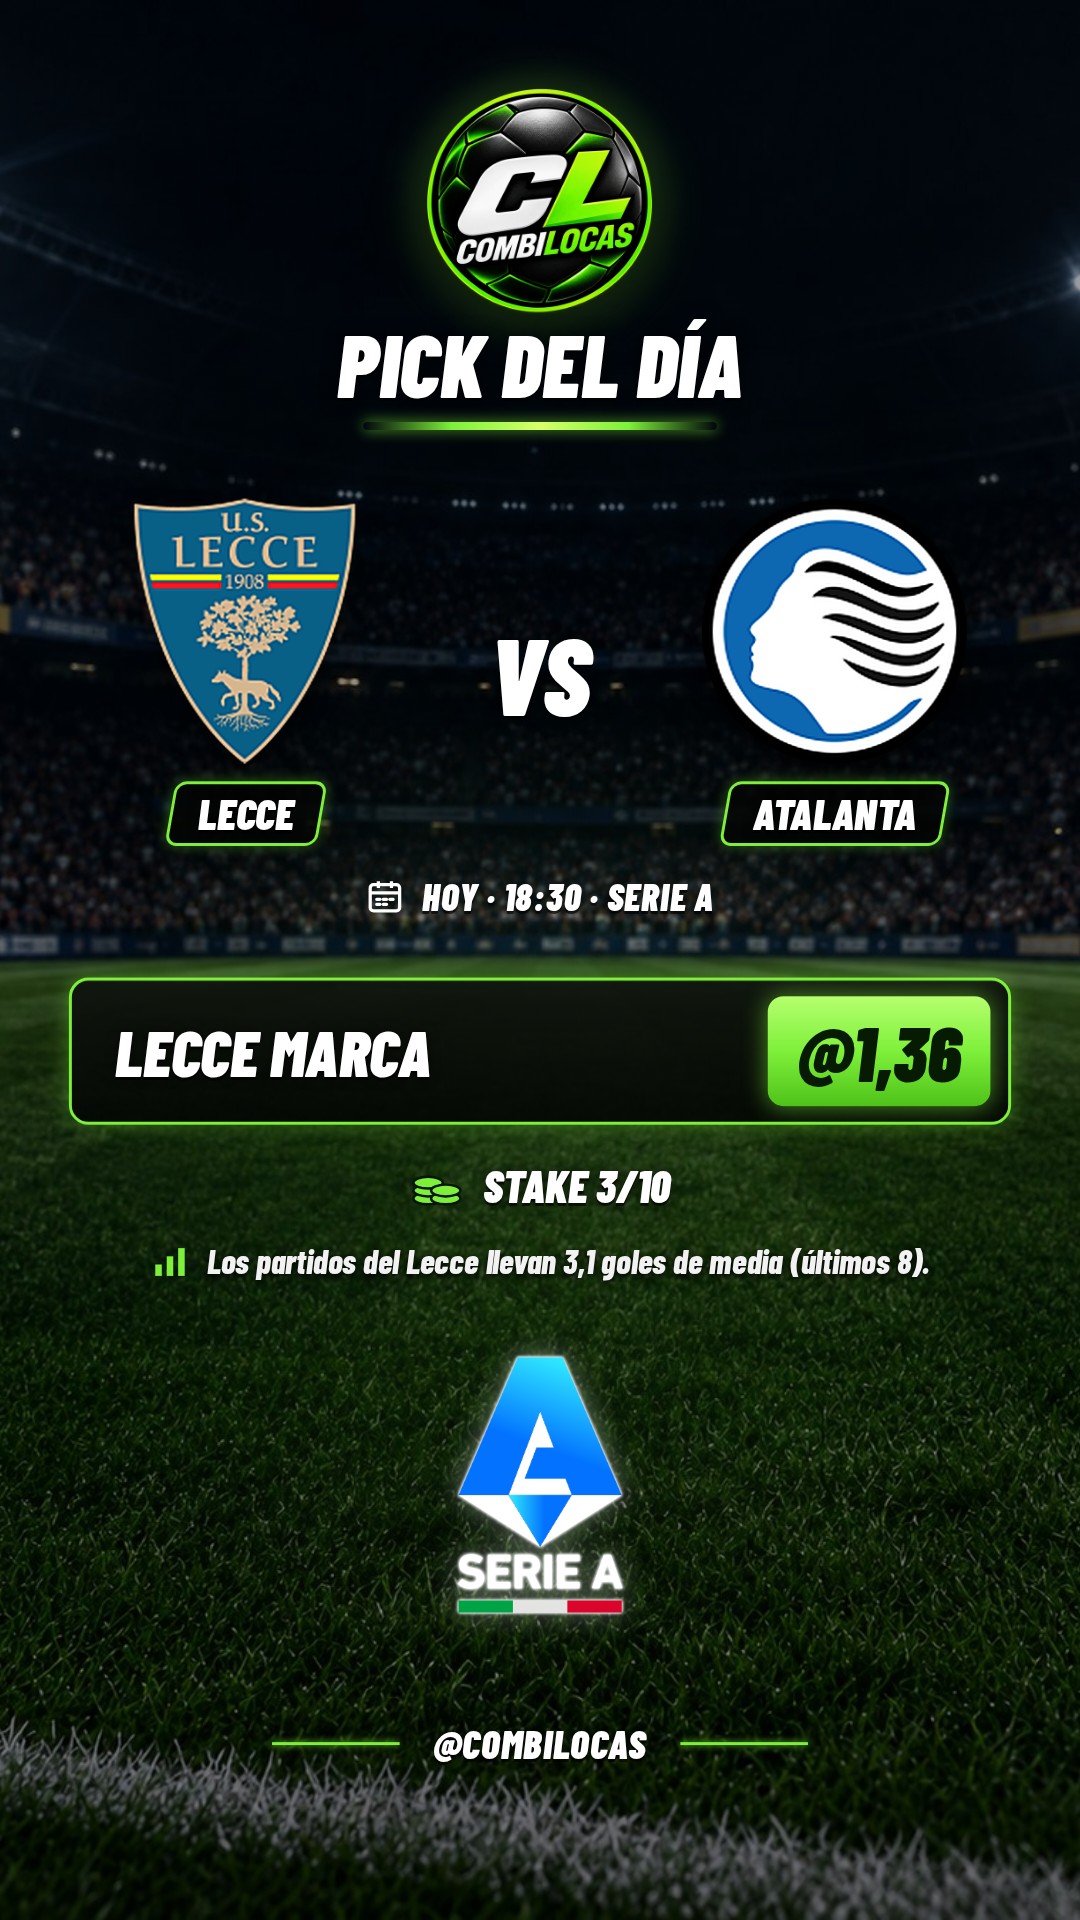 CL
COMBILOCAS
PICK DEL DÍA
U.S.
LECCE
1908
VS
LECCE
ATALANTA
HOY · 18:30 · SERIE A
LECCE MARCA
@1,36
STAKE 3/10
Los partidos del Lecce llevan 3,1 goles de media (últimos 8).
SERIE A
@COMBILOCAS